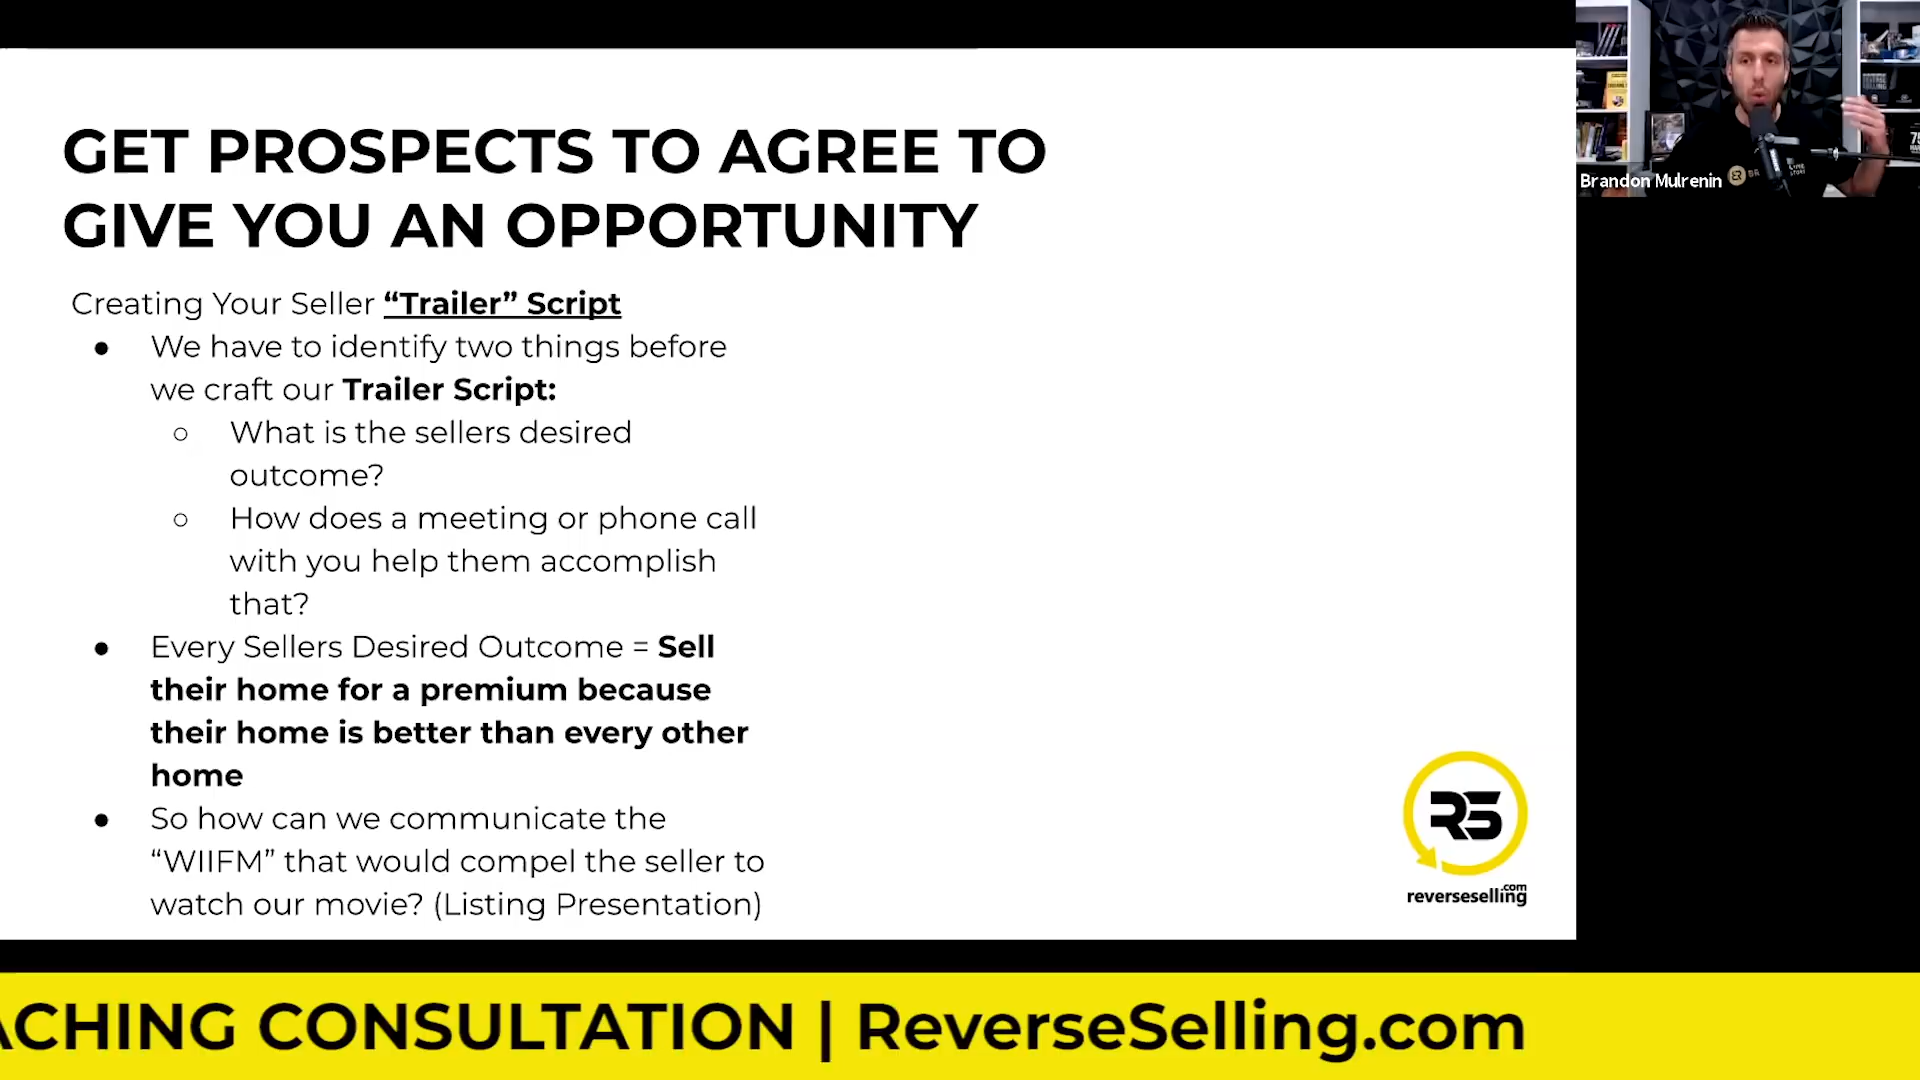 GET PROSPECTS TO AGREE TO
GIVE YOU AN OPPORTUNITY
Creating Your Seller “Trailer” Script
● We have to identify two things before
we craft our Trailer Script:
○ What is the sellers desired
outcome?
○ How does a meeting or phone call
with you help them accomplish
that?
● Every Sellers Desired Outcome = Sell
their home for a premium because
their home is better than every other
home
● So how can we communicate the
“WIIFM” that would compel the seller to
watch our movie? (Listing Presentation)
RS
reverseselling.com
Brandon Mulrenin
ACHING CONSULTATION | ReverseSelling.com